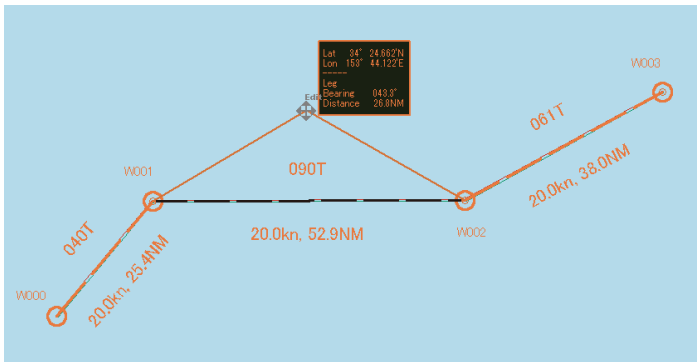 Lat 34° 24.662'N
Lon 153° 44.122'E
-----
Leg
Bearing 043.3°
Distance 26.8NM
Edit
W003
061T
20.0kn, 38.0NM
W001
090T
20.0kn, 52.9NM
W002
040T
20.0kn, 25.4NM
W000